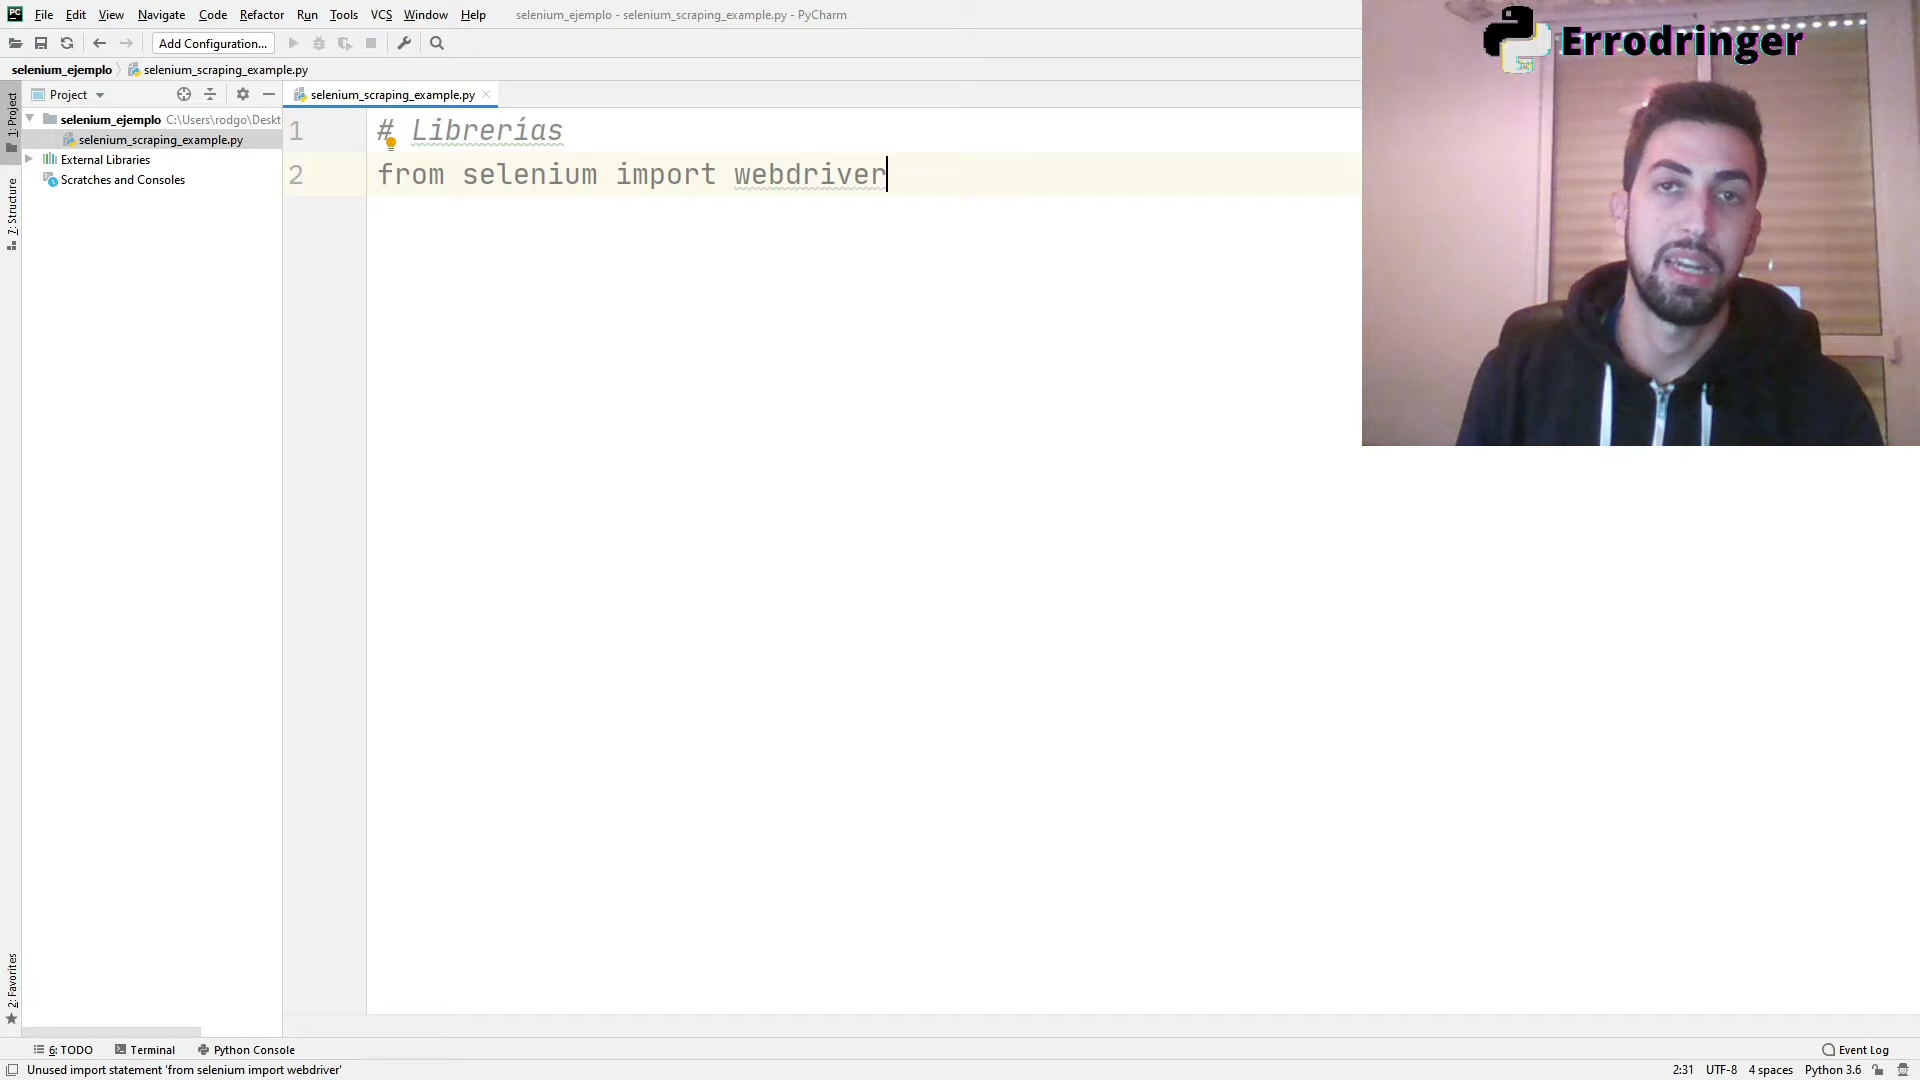 File Edit View Navigate Code Refactor Run Tools VCS Window Help selenium_ejemplo - selenium_scraping_example.py - PyCharm
Errodringer
Add Configuration...
selenium_ejemplo selenium_scraping_example.py
Project
selenium_scraping_example.py
1: Project
selenium_ejemplo C:\Users\rodgo\Deskt
selenium_scraping_example.py
External Libraries
Scratches and Consoles
7: Structure
1 # Librerías
2 from selenium import webdriver
2: Favorites
6: TODO Terminal Python Console Event Log
Unused import statement 'from selenium import webdriver' 2:31 UTF-8 4 spaces Python 3.6